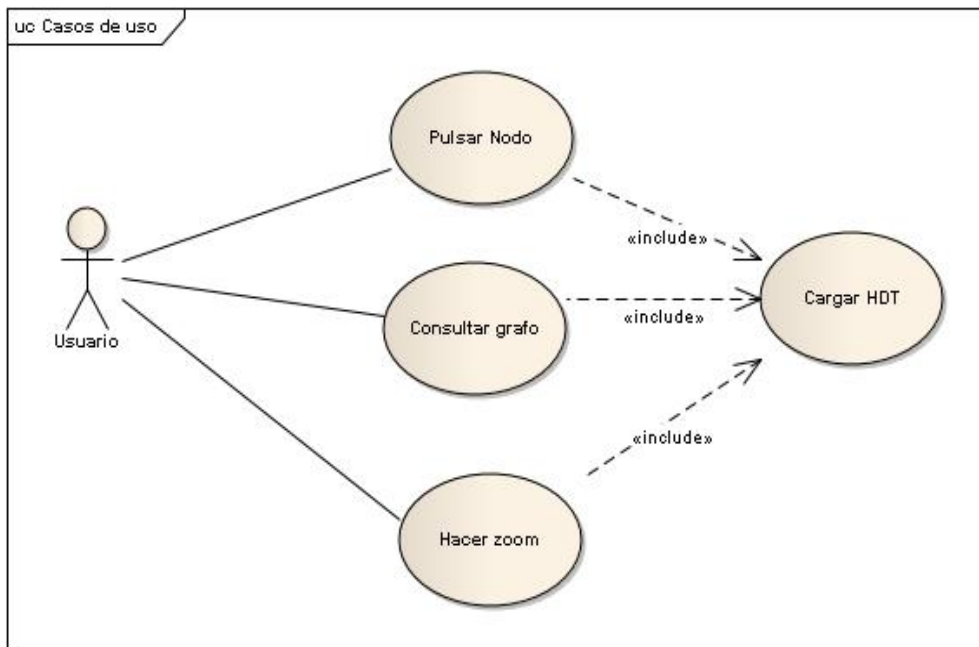 uc Casos de uso
Pulsar Nodo
«include»
Cargar HDT
Consultar grafo
«include»
Usuario
«include»
Hacer zoom